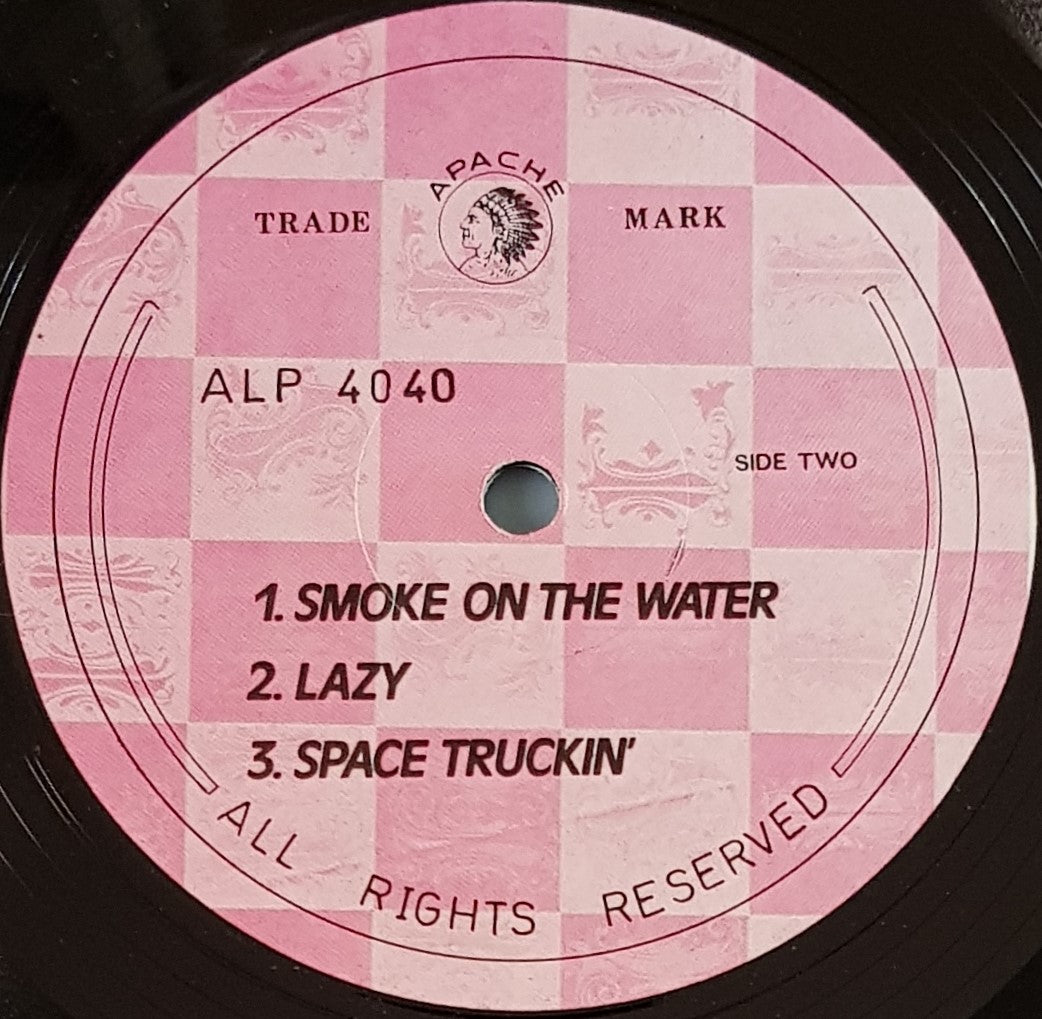 APACHE
TRADE MARK
ALP 4040
SIDE TWO
1. SMOKE ON THE WATER
2. LAZY
3. SPACE TRUCKIN'
ALL RIGHTS RESERVED